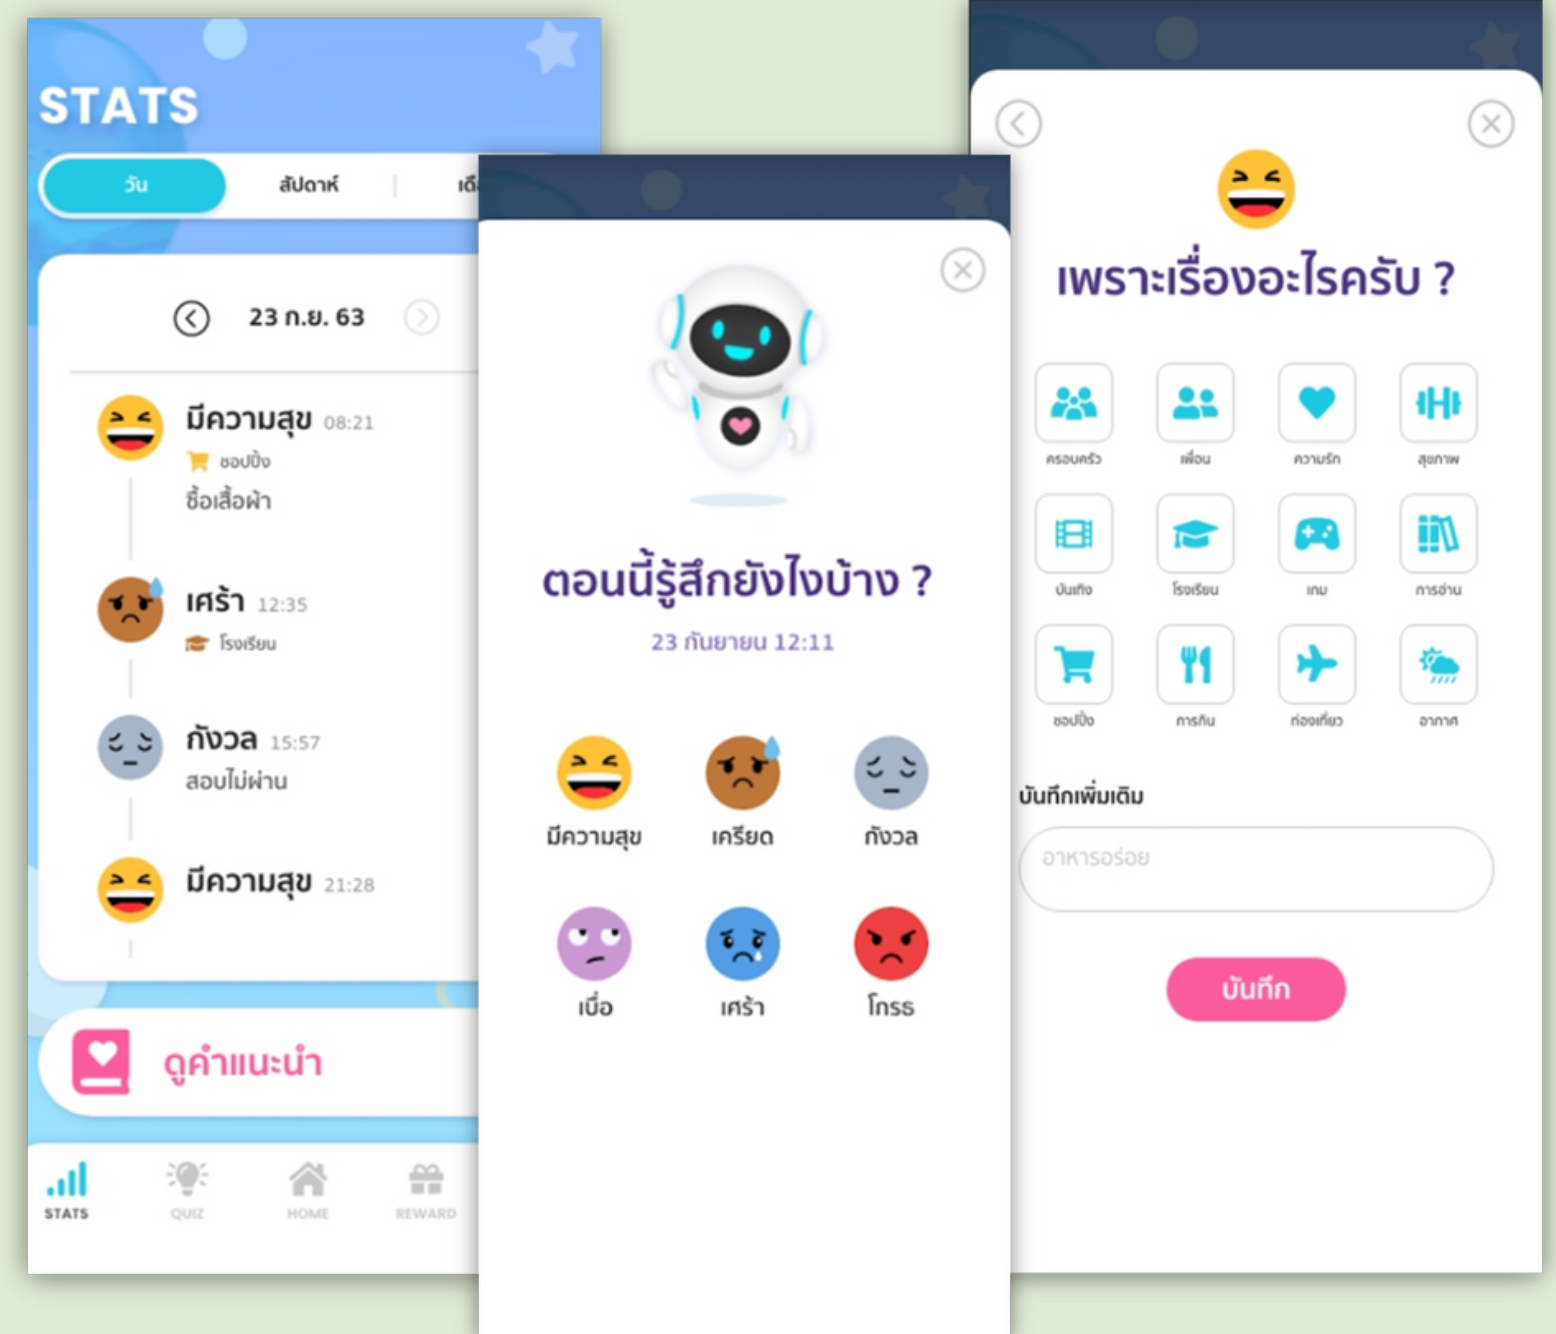 STATS
วัน
สัปดาห์
23 ก.ย. 63
มีความสุข 08:21
ชอปปิ้ง
ซื้อเสื้อผ้า
เศร้า 12:35
โรงเรียน
กังวล 15:57
สอบไม่ผ่าน
มีความสุข 21:28
ดูคำแนะนำ
STATS
QUIZ
HOME
REWARD
ตอนนี้รู้สึกยังไงบ้าง ?
23 กันยายน 12:11
มีความสุข
เครียด
กังวล
เบื่อ
เศร้า
โกรธ
เพราะเรื่องอะไรครับ ?
ครอบครัว
เพื่อน
ความรัก
สุขภาพ
บันเทิง
โรงเรียน
เกม
การอ่าน
ชอปปิ้ง
การกิน
ท่องเที่ยว
อากาศ
บันทึกเพิ่มเติม
อาหารอร่อย
บันทึก